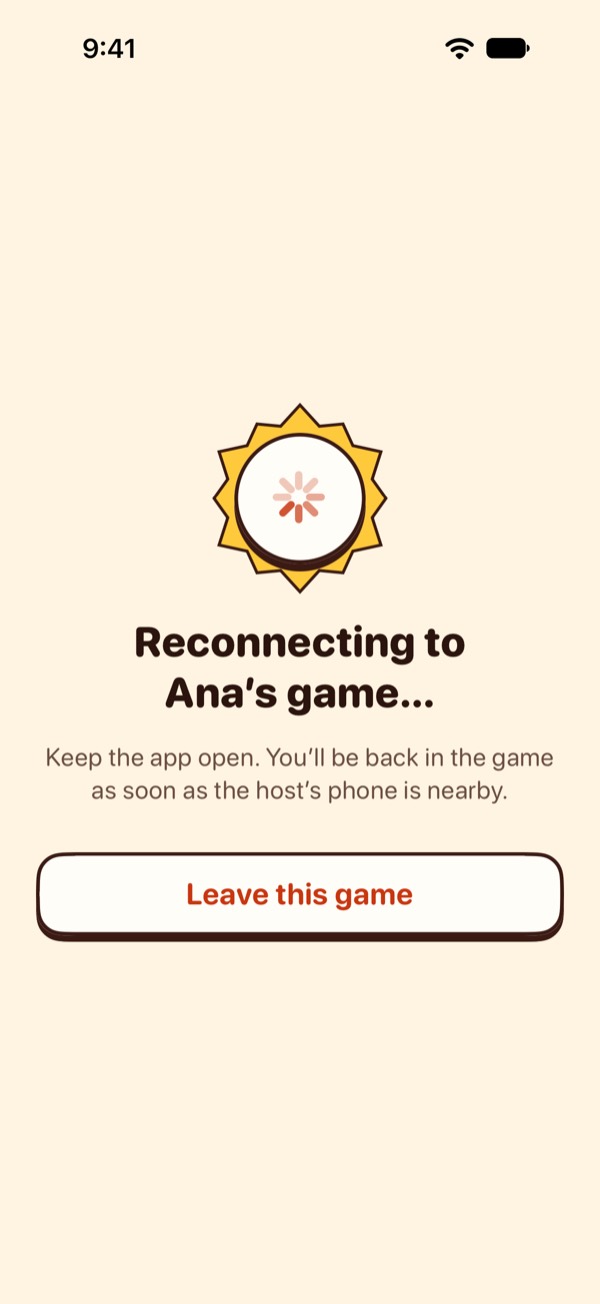 9:41
Reconnecting to
Ana's game...
Keep the app open. You’ll be back in the game
as soon as the host’s phone is nearby.
Leave this game